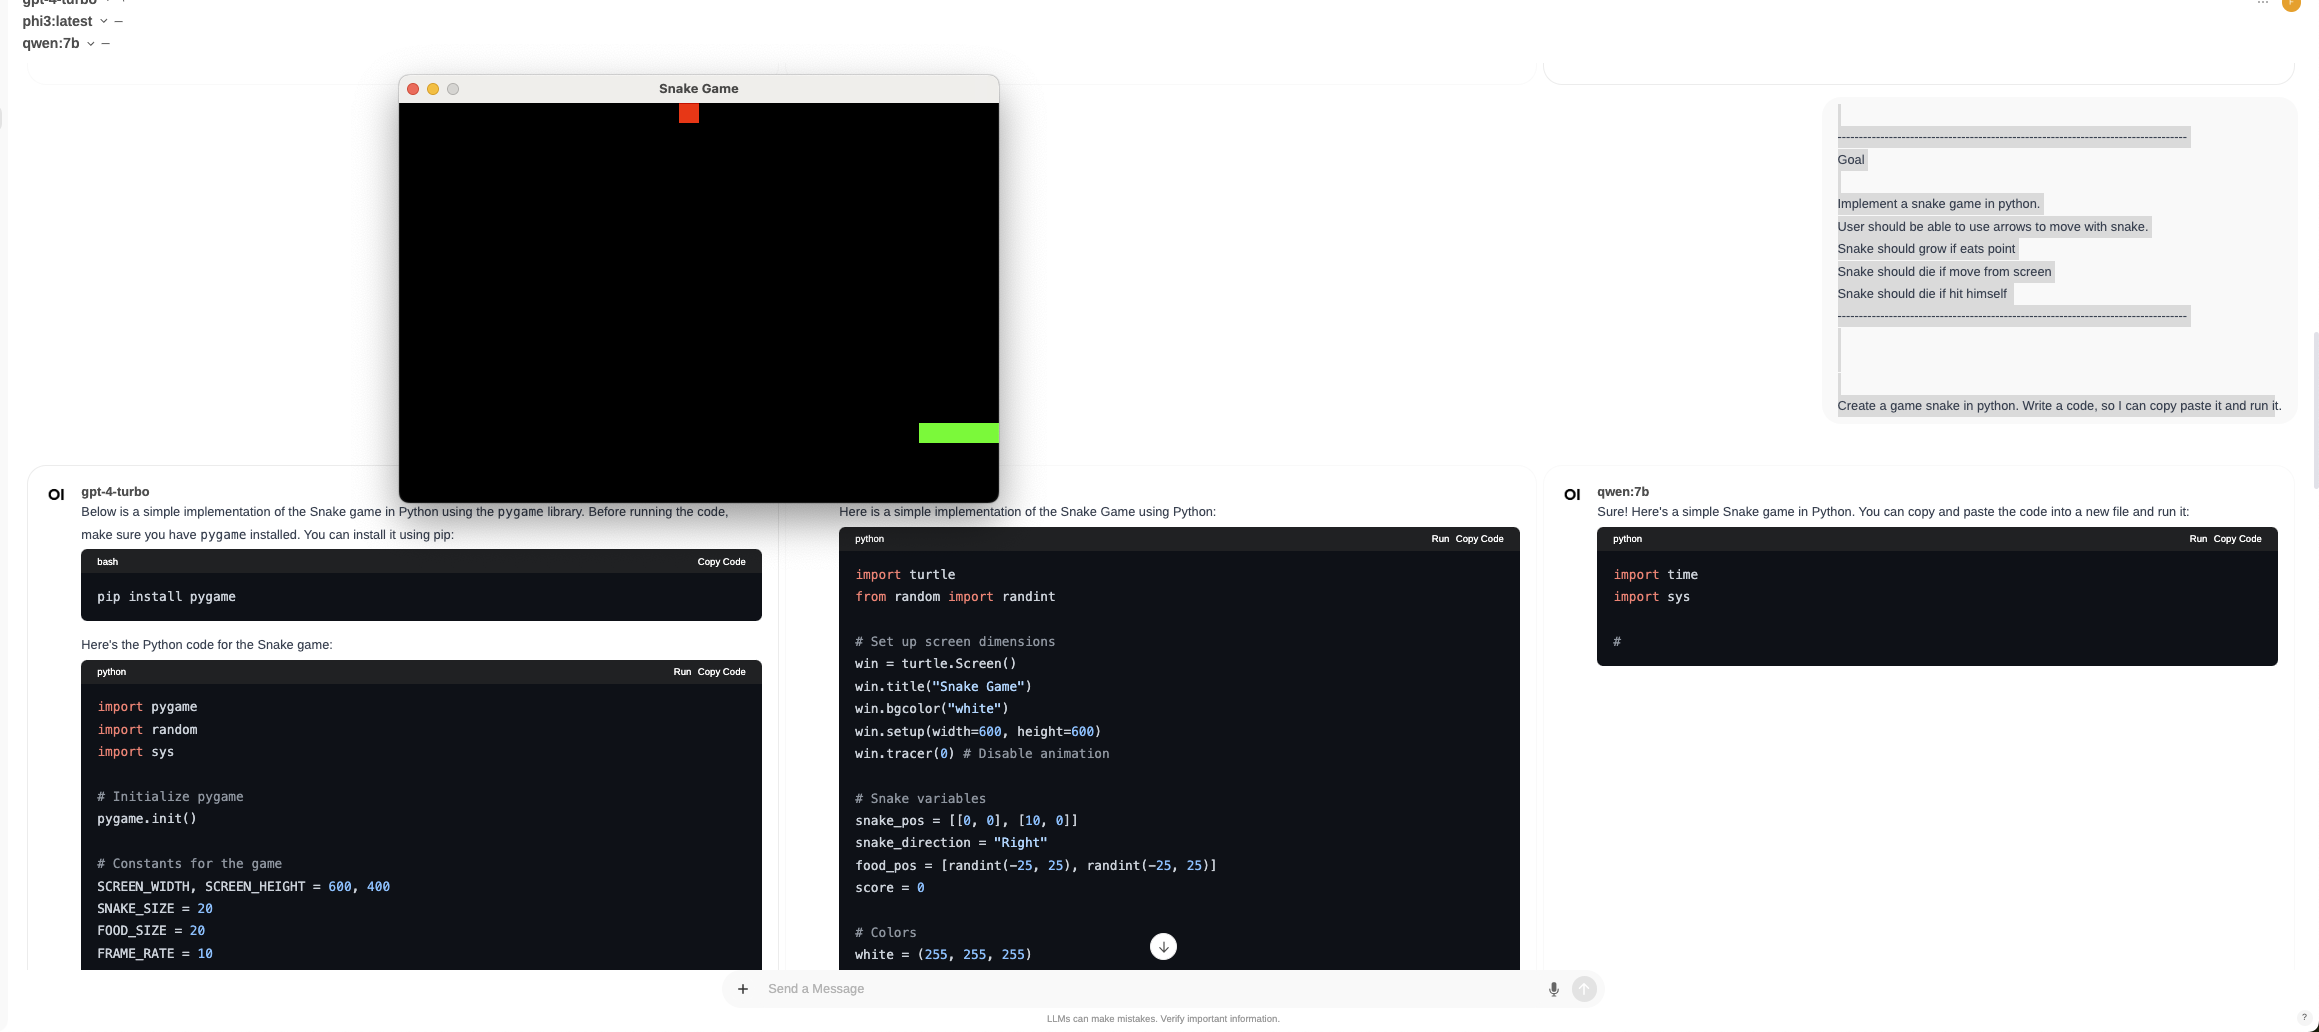 gpt-4-turbo
phi3:latest
qwen:7b
Snake Game
--------------------------------------------------------------------------------
Goal
Implement a snake game in python.
User should be able to use arrows to move with snake.
Snake should grow if eats point
Snake should die if move from screen
Snake should die if hit himself
--------------------------------------------------------------------------------
Create a game snake in python. Write a code, so I can copy paste it and run it.
OI gpt-4-turbo
Below is a simple implementation of the Snake game in Python using the pygame library. Before running the code,
make sure you have pygame installed. You can install it using pip:
bash Copy Code
pip install pygame
Here's the Python code for the Snake game:
python Run Copy Code
import pygame
import random
import sys
# Initialize pygame
pygame.init()
# Constants for the game
SCREEN_WIDTH, SCREEN_HEIGHT = 600, 400
SNAKE_SIZE = 20
FOOD_SIZE = 20
FRAME_RATE = 10
Here is a simple implementation of the Snake Game using Python:
python Run Copy Code
import turtle
from random import randint
# Set up screen dimensions
win = turtle.Screen()
win.title("Snake Game")
win.bgcolor("white")
win.setup(width=600, height=600)
win.tracer(0) # Disable animation
# Snake variables
snake_pos = [[0, 0], [10, 0]]
snake_direction = "Right"
food_pos = [randint(-25, 25), randint(-25, 25)]
score = 0
# Colors
white = (255, 255, 255)
OI qwen:7b
Sure! Here's a simple Snake game in Python. You can copy and paste the code into a new file and run it:
python Run Copy Code
import time
import sys
#
+ Send a Message
LLMs can make mistakes. Verify important information.
?